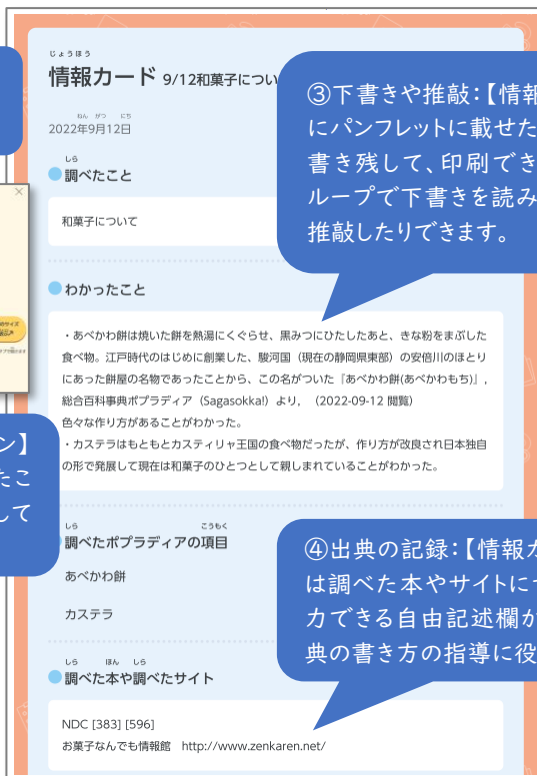 じょうほう
情報カード 9/12和菓子につい
ねん がつ にち
2022年9月12日
しら
調べたこと
和菓子について
③下書きや推敲：【情報
にパンフレットに載せた
書き残して、印刷でき
ループで下書きを読み
推敲したりできます。
わかったこと
・あべかわ餅は焼いた餅を熱湯にくぐらせ、黒みつにひたしたあと、きな粉をまぶした
食べ物。江戸時代のはじめに創業した、駿河国（現在の静岡県東部）の安倍川のほとり
にあった餅屋の名物であったことから、この名がついた『あべかわ餅(あべかわもち)』,
総合百科事典ポプラディア（Sagasokka!）より, （2022-09-12 閲覧）
色々な作り方があることがわかった。
・カステラはもともとカスティリャ王国の食べ物だったが、作り方が改良され日本独自
の形で発展して現在は和菓子のひとつとして親しまれていることがわかった。
ン】
たこ
して
しら こうもく
調べたポプラディアの項目
あべかわ餅
カステラ
④出典の記録：【情報カ
は調べた本やサイトに
力できる自由記述欄が
典の書き方の指導に役
しら ほん しら
調べた本や調べたサイト
NDC [383] [596]
お菓子なんでも情報館 http://www.zenkaren.net/